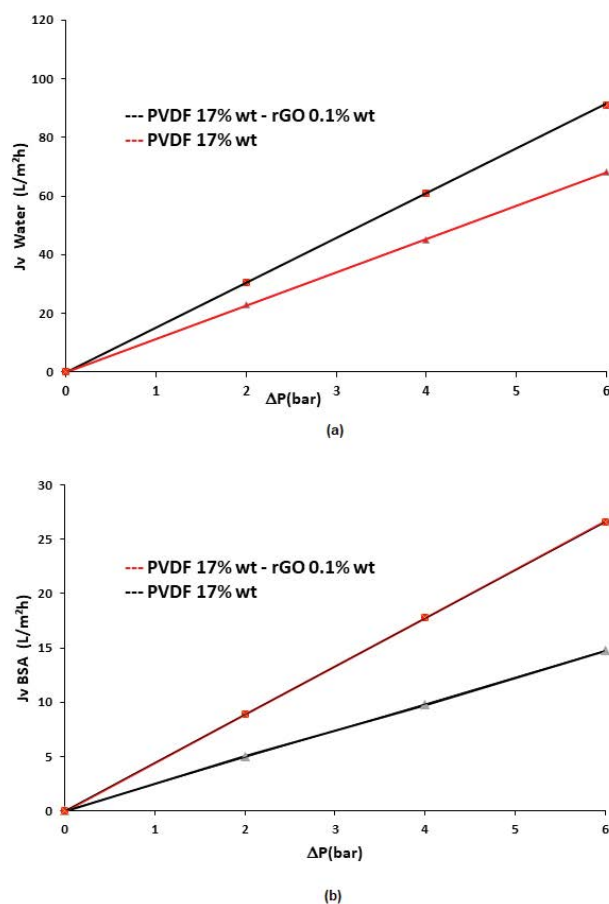 120
100
80
60
40
20
0
Jv Water (L/m²h)
--- PVDF 17% wt - rGO 0.1% wt
--- PVDF 17% wt
0 1 2 3 4 5 6
ΔP(bar)
(a)
30
25
20
15
10
5
0
Jv BSA (L/m²h)
--- PVDF 17% wt - rGO 0.1% wt
--- PVDF 17% wt
0 1 2 3 4 5 6
ΔP(bar)
(b)